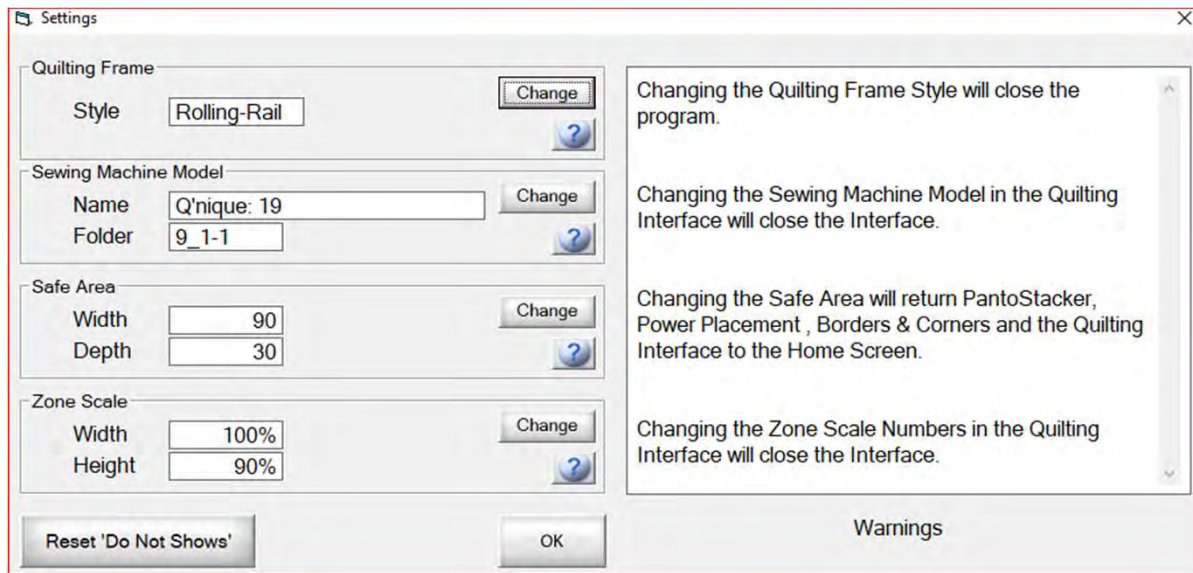 Settings
Quilting Frame
Style Rolling-Rail
Change
?
Sewing Machine Model
Name Q'nique: 19
Change
Folder 9_1-1
?
Safe Area
Width 90
Change
Depth 30
?
Zone Scale
Width 100%
Change
Height 90%
?
Reset 'Do Not Shows'
OK
Changing the Quilting Frame Style will close the
program.
Changing the Sewing Machine Model in the Quilting
Interface will close the Interface.
Changing the Safe Area will return PantoStacker,
Power Placement , Borders & Corners and the Quilting
Interface to the Home Screen.
Changing the Zone Scale Numbers in the Quilting
Interface will close the Interface.
Warnings